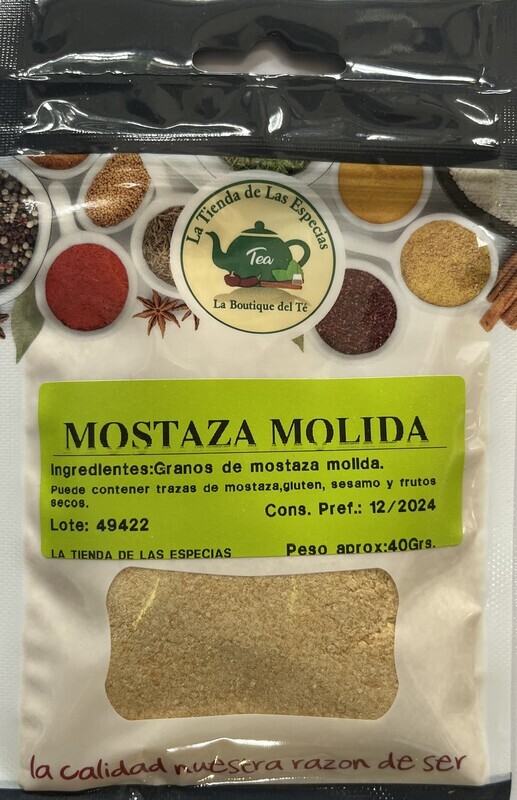 La Tienda de Las Especias
Tea
La Boutique del Té
MOSTAZA MOLIDA
Ingredientes:Granos de mostaza molida.
Puede contener trazas de mostaza,gluten, sesamo y frutos
secos.
Cons. Pref.: 12/2024
Lote: 49422
LA TIENDA DE LAS ESPECIAS
Peso aprox:40Grs.
la calidad nuestra razon de ser